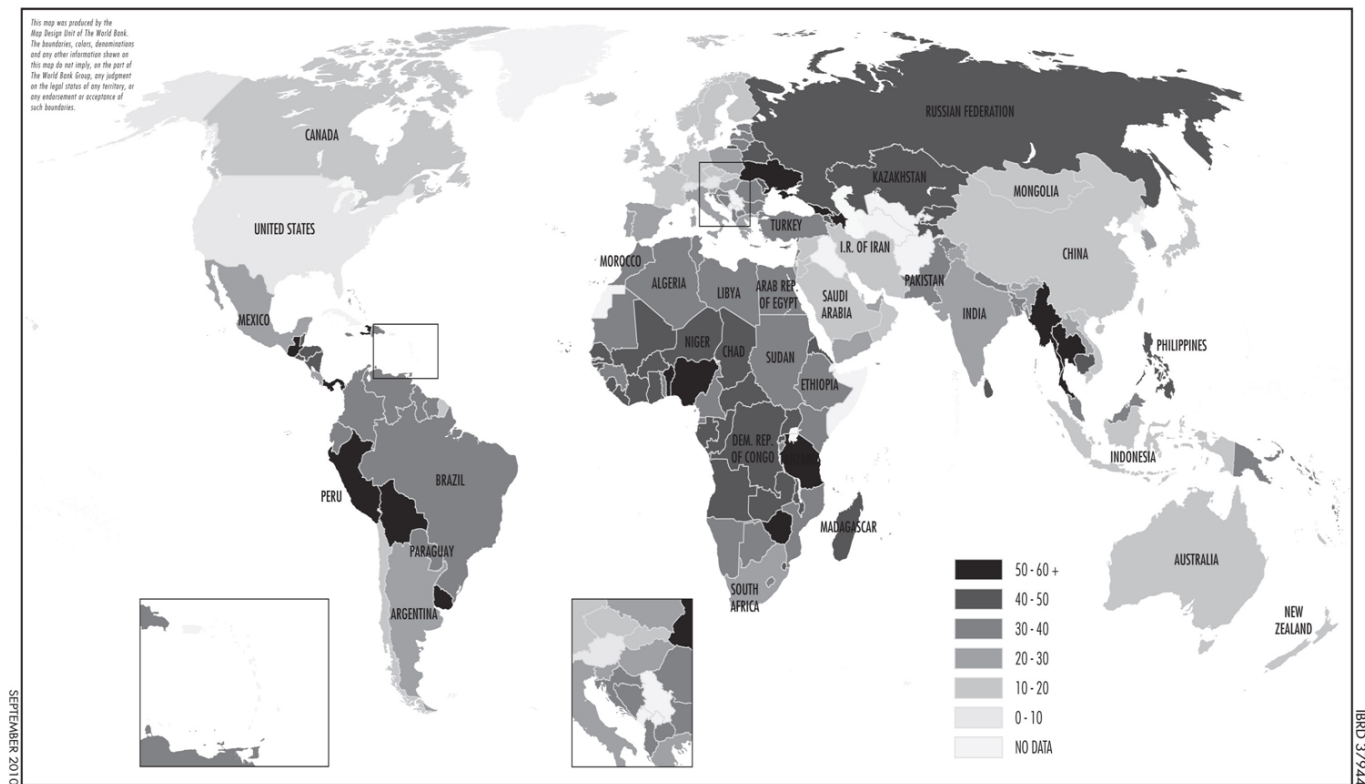 This map was produced by the
Map Design Unit of The World Bank.
The boundaries, colors, denominations
and any other information shown on
this map do not imply, on the part of
The World Bank Group, any judgment
on the legal status of any territory, or
any endorsement or acceptance of
such boundaries.
CANADA
RUSSIAN FEDERATION
KAZAKHSTAN
MONGOLIA
UNITED STATES
TURKEY
I.R. OF IRAN
CHINA
MOROCCO
ALGERIA
LIBYA
ARAB REP.
OF EGYPT
SAUDI
ARABIA
PAKISTAN
INDIA
MEXICO
NIGER
CHAD
SUDAN
PHILIPPINES
ETHIOPIA
DEM. REP.
OF CONGO
INDONESIA
PERU
BRAZIL
MADAGASCAR
PARAGUAY
AUSTRALIA
SOUTH
AFRICA
ARGENTINA
NEW
ZEALAND
50 - 60 +
40 - 50
30 - 40
20 - 30
10 - 20
0 - 10
NO DATA
SEPTEMBER 2010
IBRD 37944